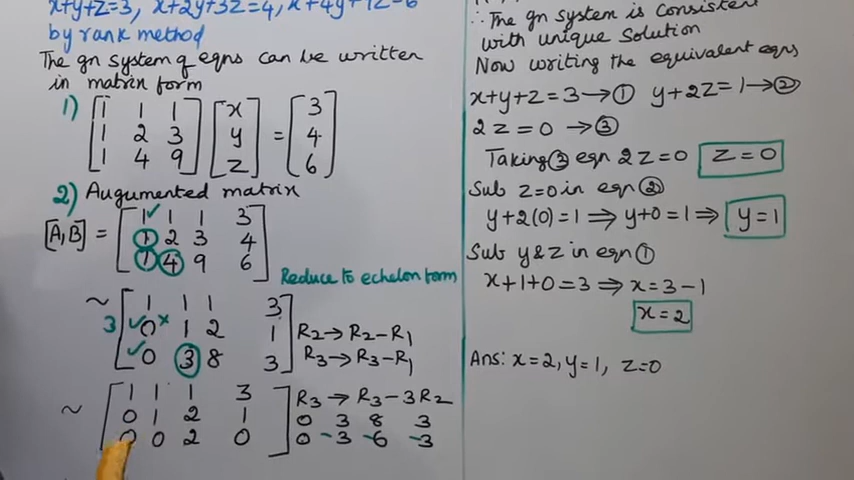 x+y+z=3, x+2y+3z=4, x+4y+9z=6
by rank method
The gn system of eqns can be written
in matrix form
1) [1 1 1] [x] [3]
[1 2 3] [y] = [4]
[1 4 9] [z] [6]
2) Augumented matrix
[1 1 1 3]
[A,B] = [1 2 3 4]
[1 4 9 6]
Reduce to echelon form
~ [1 1 1 3]
3 [0 1 2 1] R2→R2-R1
[0 3 8 3] R3→R3-R1
~ [1 1 1 3] R3→R3-3R2
[0 1 2 1] 0 3 8 3
[0 0 2 0] 0 -3 -6 -3
∴ The gn system is consistent
with unique solution
Now writing the equivalent eqns
x+y+z=3→① y+2z=1→②
2z=0→③
Taking ③ eqn 2z=0 z=0
Sub z=0 in eqn ②
y+2(0)=1 ⇒ y+0=1 ⇒ y=1
Sub y&z in eqn ①
x+1+0=3 ⇒ x=3-1
x=2
Ans: x=2, y=1, z=0